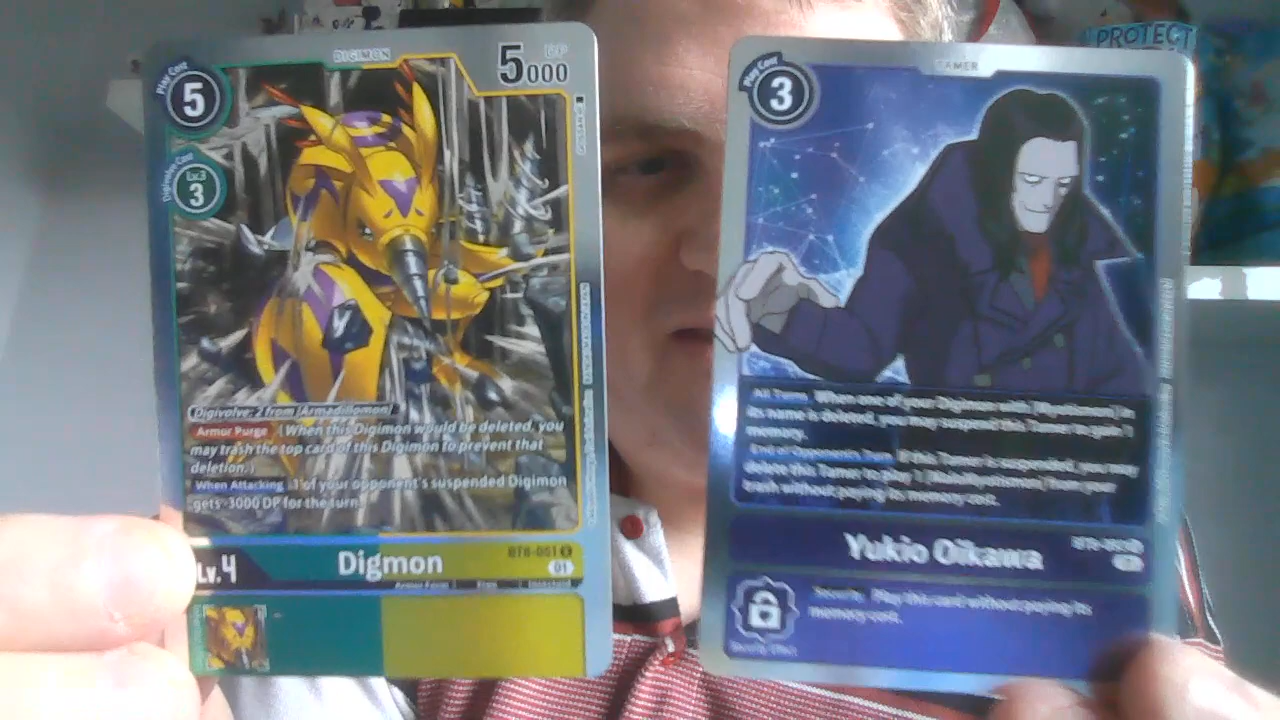 DIGIMON
DP
5000
Play Cost
5
Digivolve Cost
Lv.3
3
Digivolve: 2 from [Armadillomon]
Armor Purge (When this Digimon would be deleted, you
may trash the top card of this Digimon to prevent that
deletion.)
When Attacking 1 of your opponent's suspended Digimon
gets -3000 DP for the turn.
Lv.4
Digmon
Armor Form
Free
PROTECT
TAMER
Play Cost
3
All Turns When one of your Digimon with [Myotismon] in
its name is deleted, you may suspend this Tamer to gain 1
memory.
End of Opponent's Turn If this Tamer is suspended, you may
delete this Tamer to play 1 [MaloMyotismon] from your
trash without paying its memory cost.
Yukio Oikawa
Security Play this card without paying its
memory cost.
Security Effect